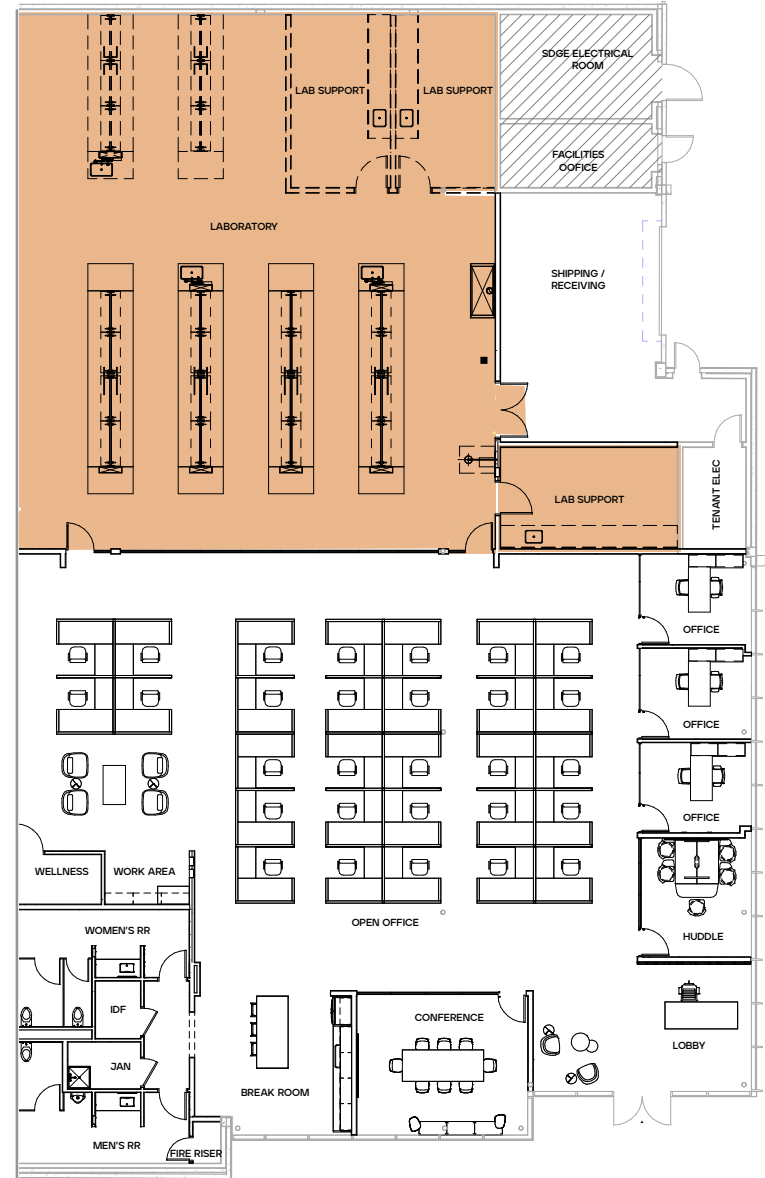 SDGE ELECTRICAL
ROOM
LAB SUPPORT
LAB SUPPORT
FACILITIES
OOFICE
LABORATORY
SHIPPING /
RECEIVING
LAB SUPPORT
TENANT ELEC
OFFICE
OFFICE
OFFICE
WELLNESS
WORK AREA
OPEN OFFICE
WOMEN'S RR
HUDDLE
IDF
CONFERENCE
LOBBY
JAN
BREAK ROOM
MEN'S RR
FIRE RISER